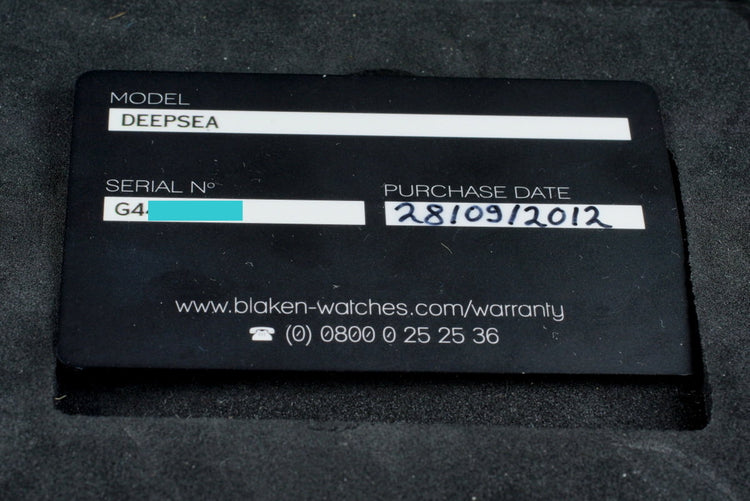 MODEL
DEEPSEA
SERIAL Nº
G4
PURCHASE DATE
28/09/2012
www.blaken-watches.com/warranty
☎ (0) 0800 0 25 25 36